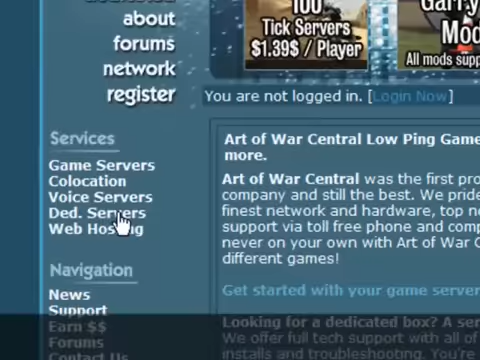 about
forums
network
register
100
Tick Servers
$1.39$ / Player
Garry's
Mod
All mods supp
You are not logged in. [Login Now]
Services
Game Servers
Colocation
Voice Servers
Ded. Servers
Web Hosting
Navigation
News
Support
Earn $$
Forums
Contact Us
Art of War Central Low Ping Game
more.
Art of War Central was the first pro
company and still the best. We pride
finest network and hardware, top no
support via toll free phone and comp
never on your own with Art of War C
different games!
Get started with your game server
Looking for a dedicated box? A ser
We offer full tech support with all of
installs and troubleshooting. You're